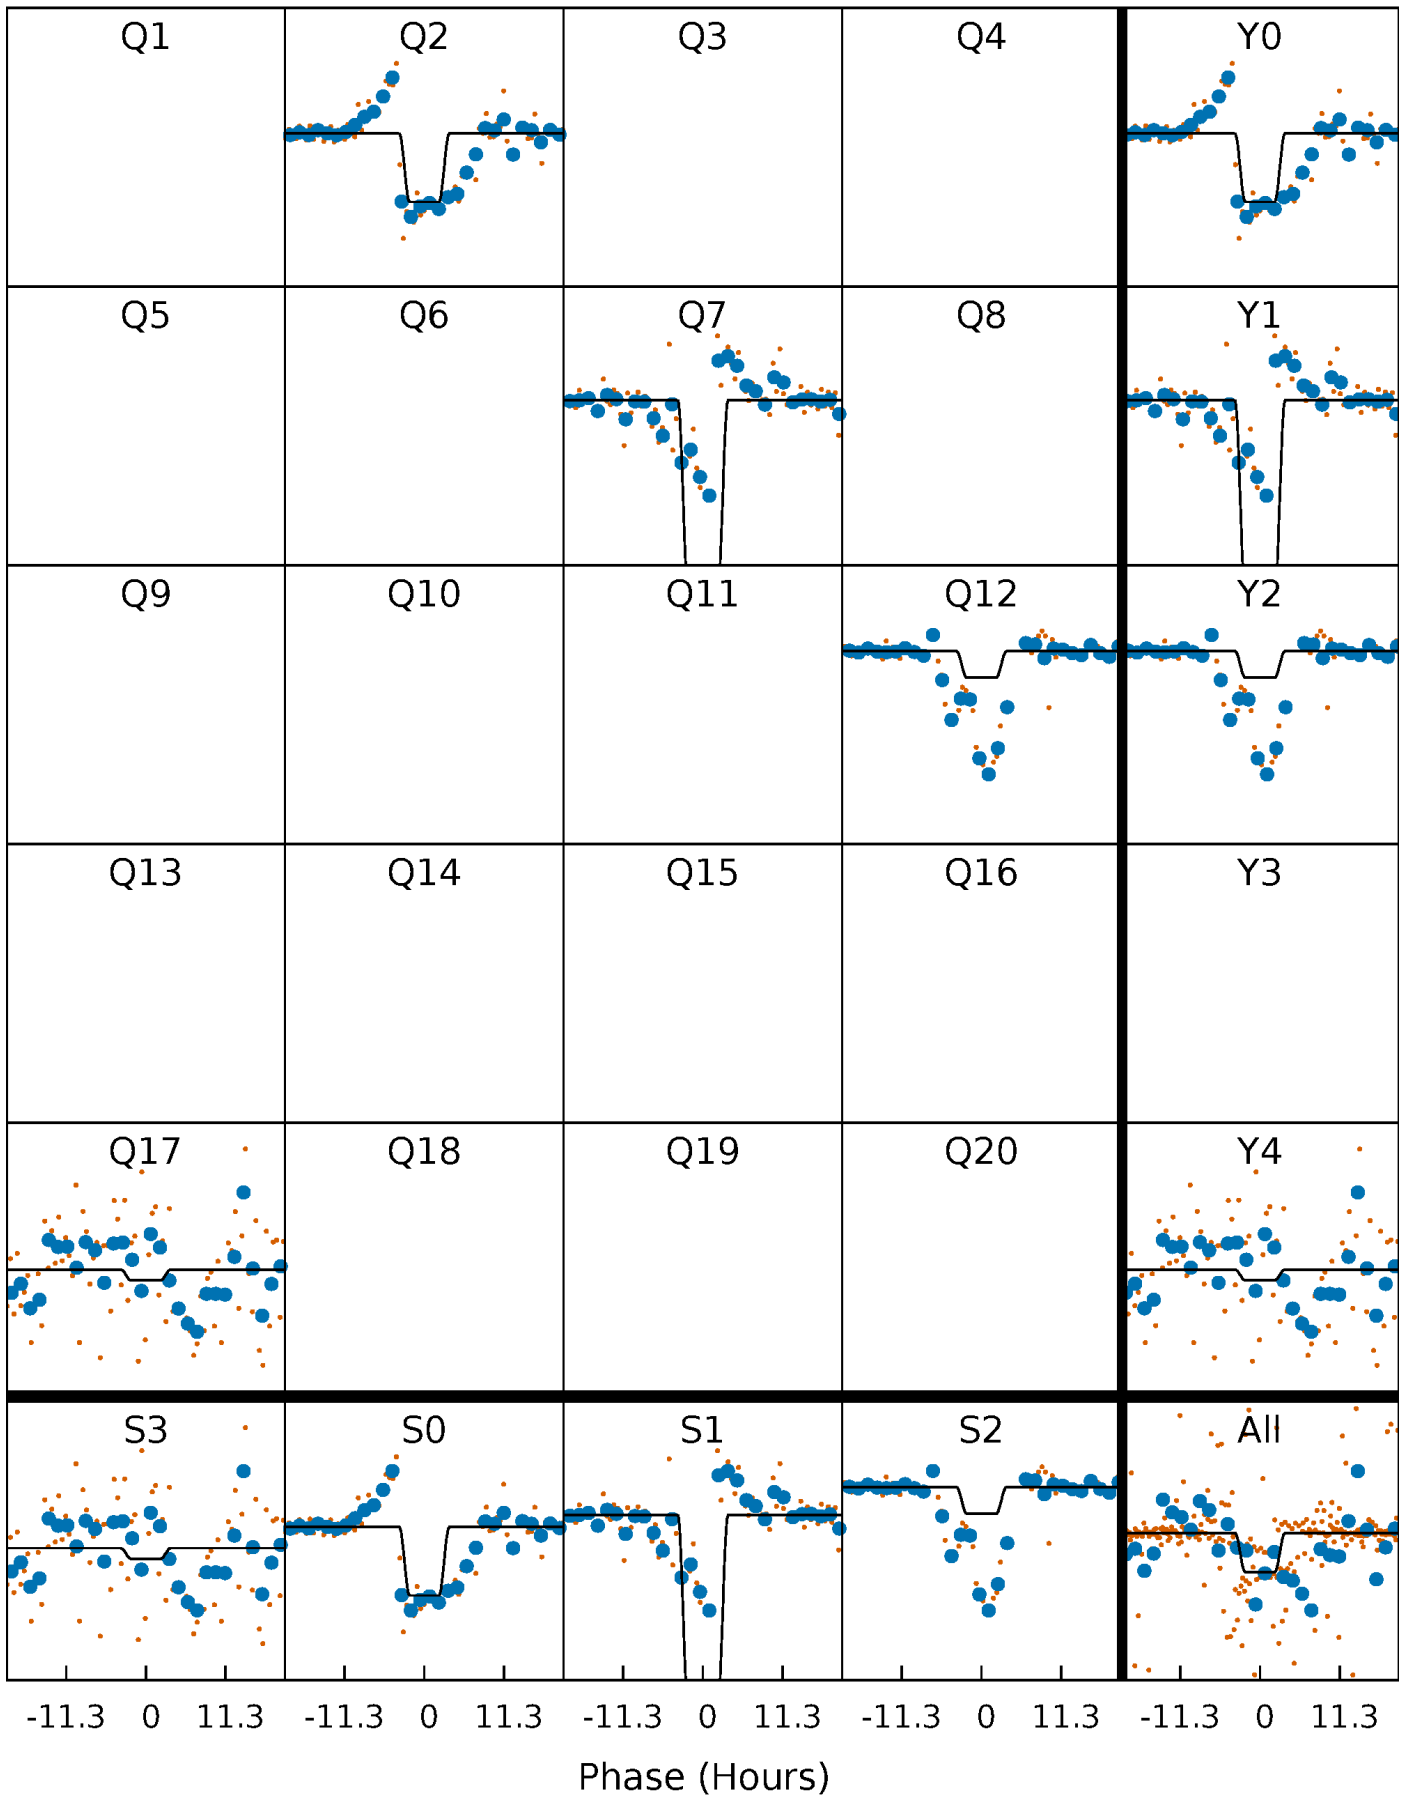 Q1 Q2 Q3 Q4 Y0
Q5 Q6 Q7 Q8 Y1
Q9 Q10 Q11 Q12 Y2
Q13 Q14 Q15 Q16 Y3
Q17 Q18 Q19 Q20 Y4
S3 S0 S1 S2 All
-11.3 0 11.3 -11.3 0 11.3 -11.3 0 11.3 -11.3 0 11.3 -11.3 0 11.3
Phase (Hours)